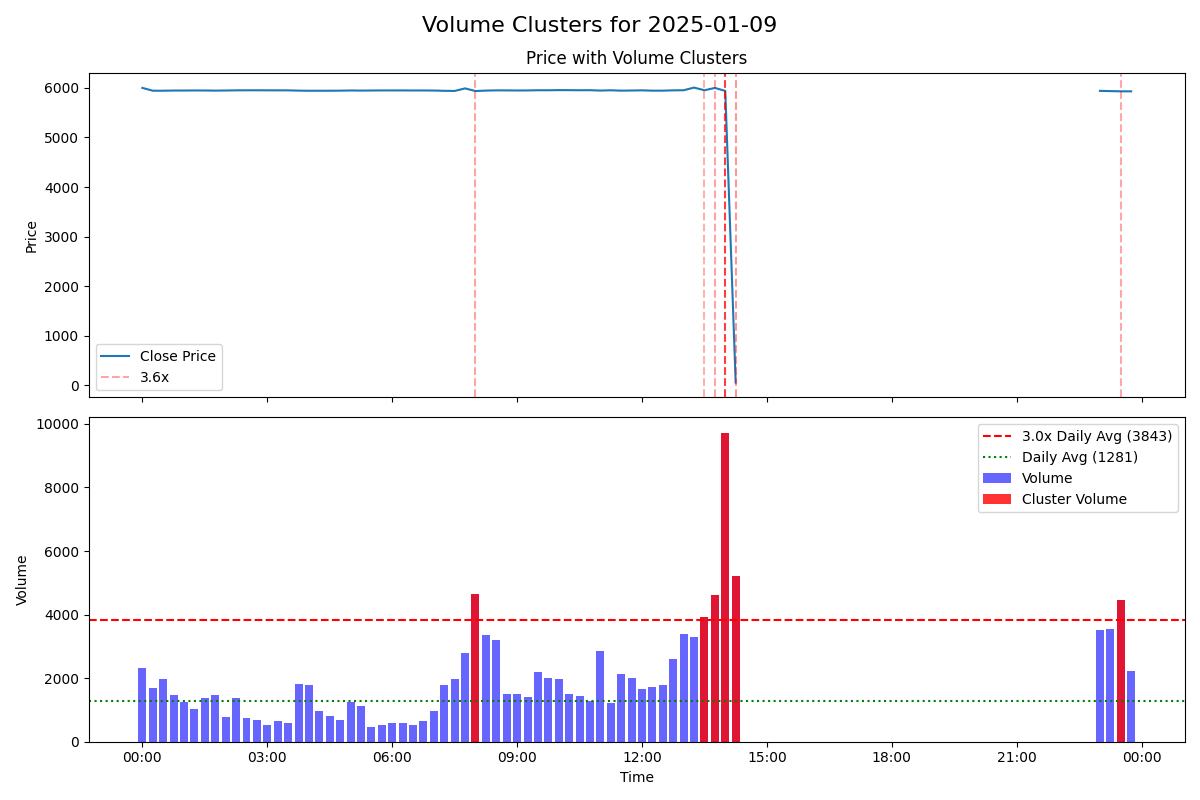 Volume Clusters for 2025-01-09
Price with Volume Clusters
Price
6000
5000
4000
3000
2000
1000
0
Close Price
3.6x
Volume
10000
8000
6000
4000
2000
0
3.0x Daily Avg (3843)
Daily Avg (1281)
Volume
Cluster Volume
00:00 03:00 06:00 09:00 12:00 15:00 18:00 21:00 00:00
Time